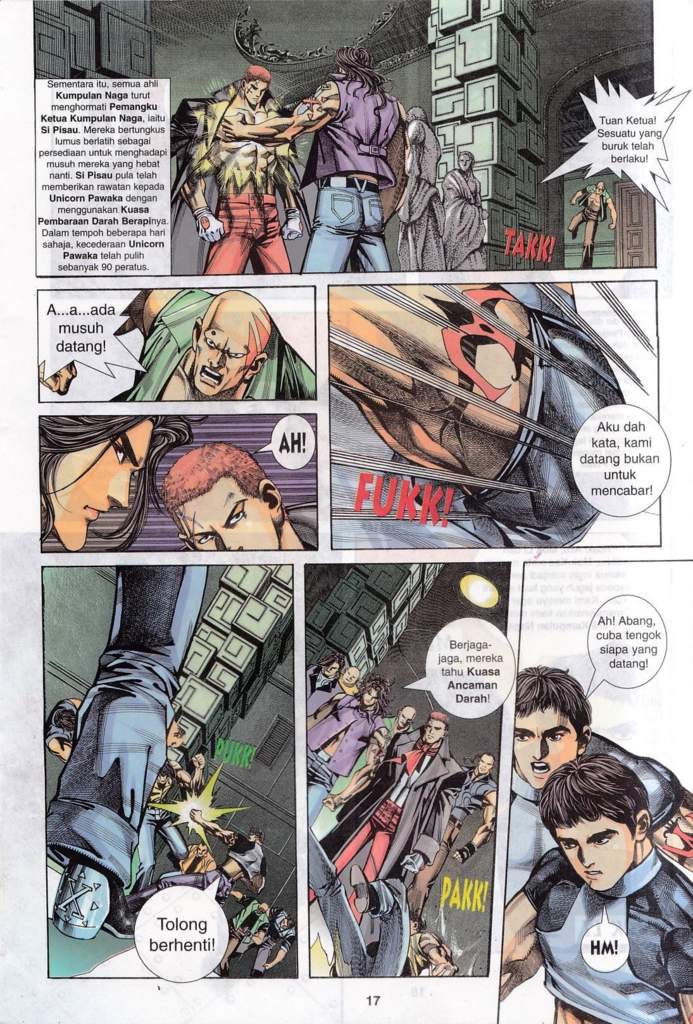 Sementara itu, semua ahli
Kumpulan Naga turut
menghormati Pemangku
Ketua Kumpulan Naga, iaitu
Si Pisau. Mereka bertungkus
lumus berlatih sebagai
persediaan untuk menghadapi
musuh mereka yang hebat
nanti. Si Pisau pula telah
memberikan rawatan kepada
Unicorn Pawaka dengan
menggunakan Kuasa
Pembaraan Darah Berapinya.
Dalam tempoh beberapa hari
sahaja, kecederaan Unicorn
Pawaka telah pulih
sebanyak 90 peratus.
Tuan Ketua!
Sesuatu yang
buruk telah
berlaku!
TAKK!
A...a...ada
musuh
datang!
AH!
Aku dah
kata, kami
datang bukan
untuk
mencabar!
FUKK!
BUKK!
Tolong
berhenti!
Berjaga-
jaga, mereka
tahu Kuasa
Ancaman
Darah!
PAKK!
Ah! Abang,
cuba tengok
siapa yang
datang!
HM!
17